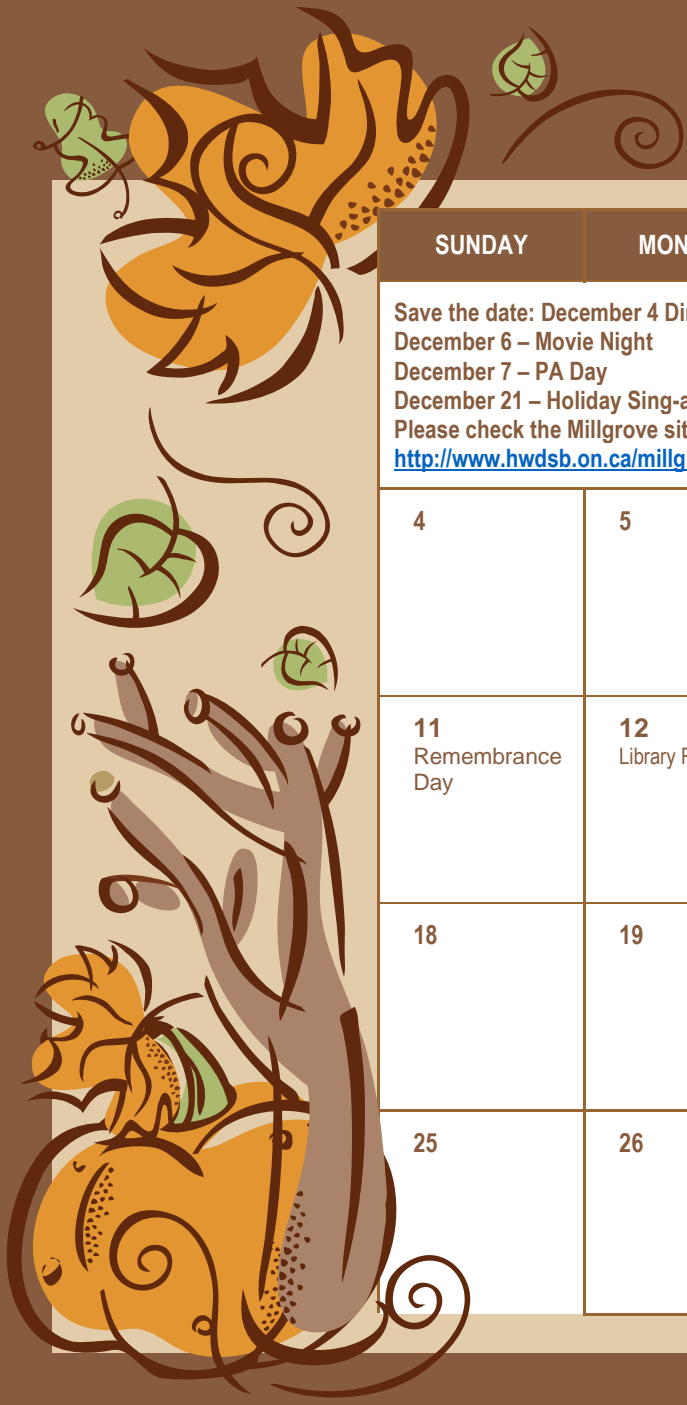 SUNDAY MON
Save the date: December 4 Di
December 6 – Movie Night
December 7 – PA Day
December 21 – Holiday Sing-a
Please check the Millgrove sit
http://www.hwdsb.on.ca/millg
4 5
11 12
Remembrance Library
Day
18 19
25 26